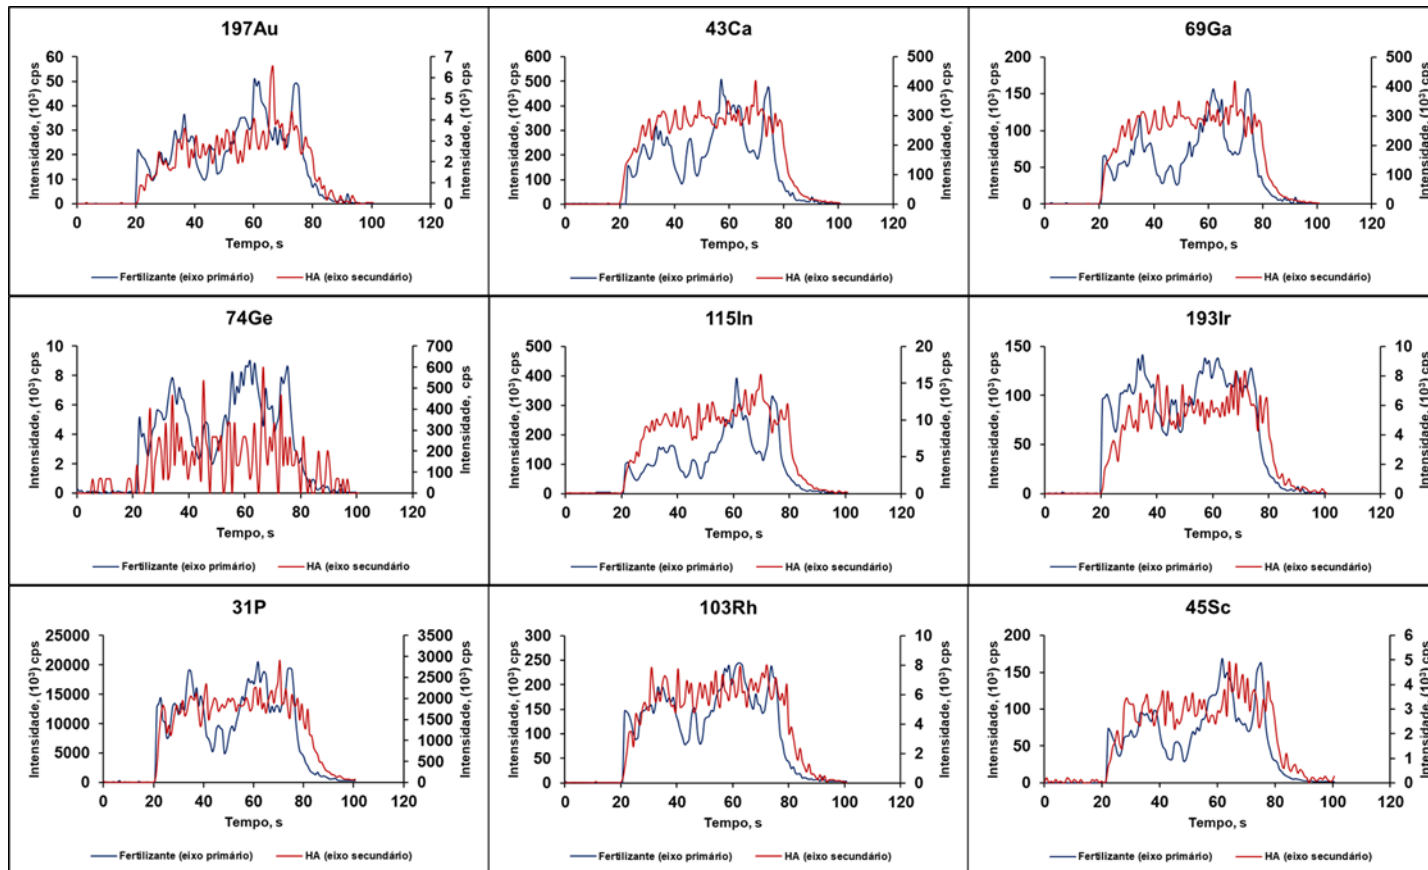 197Au
Intensidade, (10³) cps
60
50
40
30
20
10
0
7
6
5
4
3
2
1
0
Intensidade, (10³) cps
0 20 40 60 80 100 120
Tempo, s
Fertilizante (eixo primário) HA (eixo secundário)
43Ca
Intensidade, (10³) cps
600
500
400
300
200
100
0
500
400
300
200
100
0
Intensidade, (10³) cps
0 20 40 60 80 100 120
Tempo, s
Fertilizante (eixo primário) HA (eixo secundário)
69Ga
Intensidade, (10³) cps
200
150
100
50
0
500
400
300
200
100
0
Intensidade, (10³) cps
0 20 40 60 80 100 120
Tempo, s
Fertilizante (eixo primário) HA (eixo secundário)
74Ge
Intensidade, (10³) cps
10
8
6
4
2
0
700
600
500
400
300
200
100
0
Intensidade, cps
0 20 40 60 80 100 120
Tempo, s
Fertilizante (eixo primário) HA (eixo secundário
115In
Intensidade, (10³) cps
500
400
300
200
100
0
20
15
10
5
0
Intensidade, (10³) cps
0 20 40 60 80 100 120
Tempo, s
Fertilizante (eixo primário) HA (eixo secundário)
193Ir
Intensidade, (10³) cps
150
100
50
0
10
8
6
4
2
0
Intensidade, (10³) cps
0 20 40 60 80 100 120
Tempo, s
Fertilizante (eixo primário) HA (eixo secundário)
31P
Intensidade, (10³) cps
25000
20000
15000
10000
5000
0
3500
3000
2500
2000
1500
1000
500
0
Intensidade, (10³) cps
0 20 40 60 80 100 120
Tempo, s
Fertilizante (eixo primário) HA (eixo secundário)
103Rh
Intensidade, (10³) cps
300
250
200
150
100
50
0
10
8
6
4
2
0
Intensidade, (10³) cps
0 20 40 60 80 100 120
Tempo, s
Fertilizante (eixo primário) HA (eixo secundário)
45Sc
Intensidade, (10³) cps
200
150
100
50
0
6
5
4
3
2
1
0
Intensidade, (10³) cps
0 20 40 60 80 100 120
Tempo, s
Fertilizante (eixo primário) HA (eixo secundário)